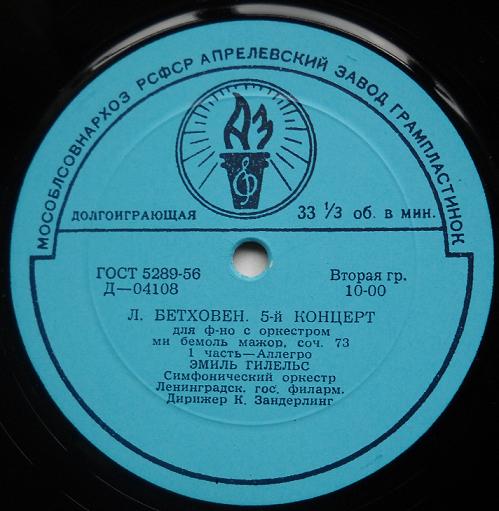 МОСОБЛСОВНАРХОЗ РСФСР АПРЕЛЕВСКИЙ ЗАВОД ГРАМПЛАСТИНОК
АЗ
ДОЛГОИГРАЮЩАЯ
33 1/3 об. в мин.
ГОСТ 5289-56
Д—04108
Вторая гр.
10-00
Л. БЕТХОВЕН. 5-й КОНЦЕРТ
для ф-но с оркестром
ми бемоль мажор, соч. 73
1 часть—Аллегро
ЭМИЛЬ ГИЛЕЛЬС
Симфонический оркестр
Ленинградск. гос. филарм.
Дирижер К. Зандерлинг